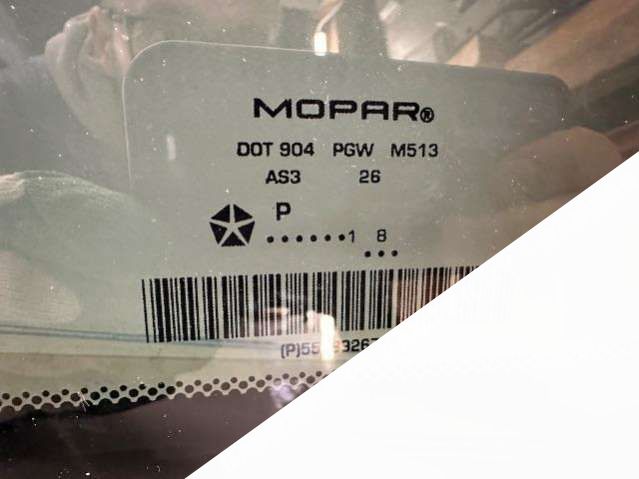 MOPAR®
DOT 904 PGW M513
AS3 26
P
••••••1 8
•••